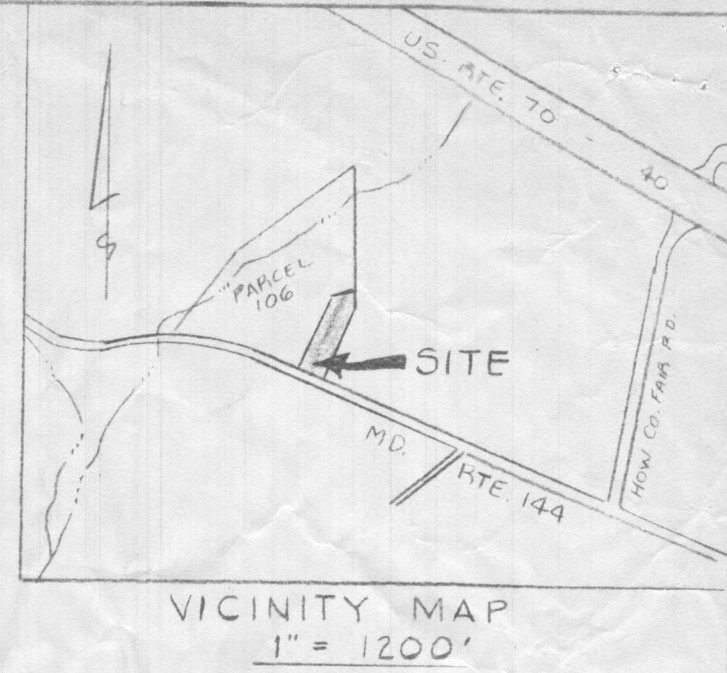 US. RTE. 70 - 40
PARCEL
106
SITE
HOW. CO. FAIR RD.
MD. RTE. 144
VICINITY MAP
1" = 1200'